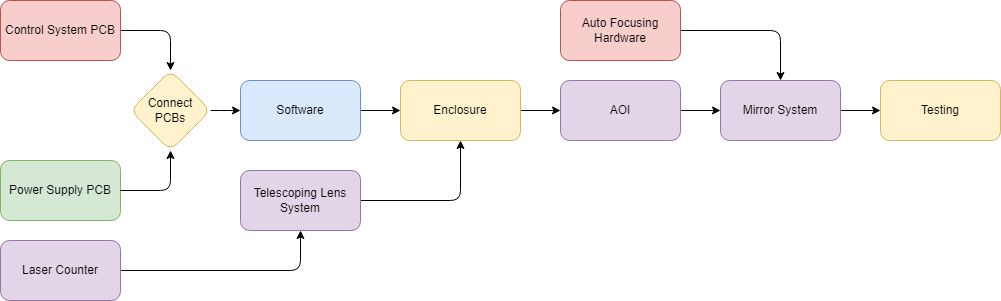 Control System PCB
Auto Focusing
Hardware
Connect
PCBs
Software
Enclosure
AOI
Mirror System
Testing
Power Supply PCB
Telescoping Lens
System
Laser Counter